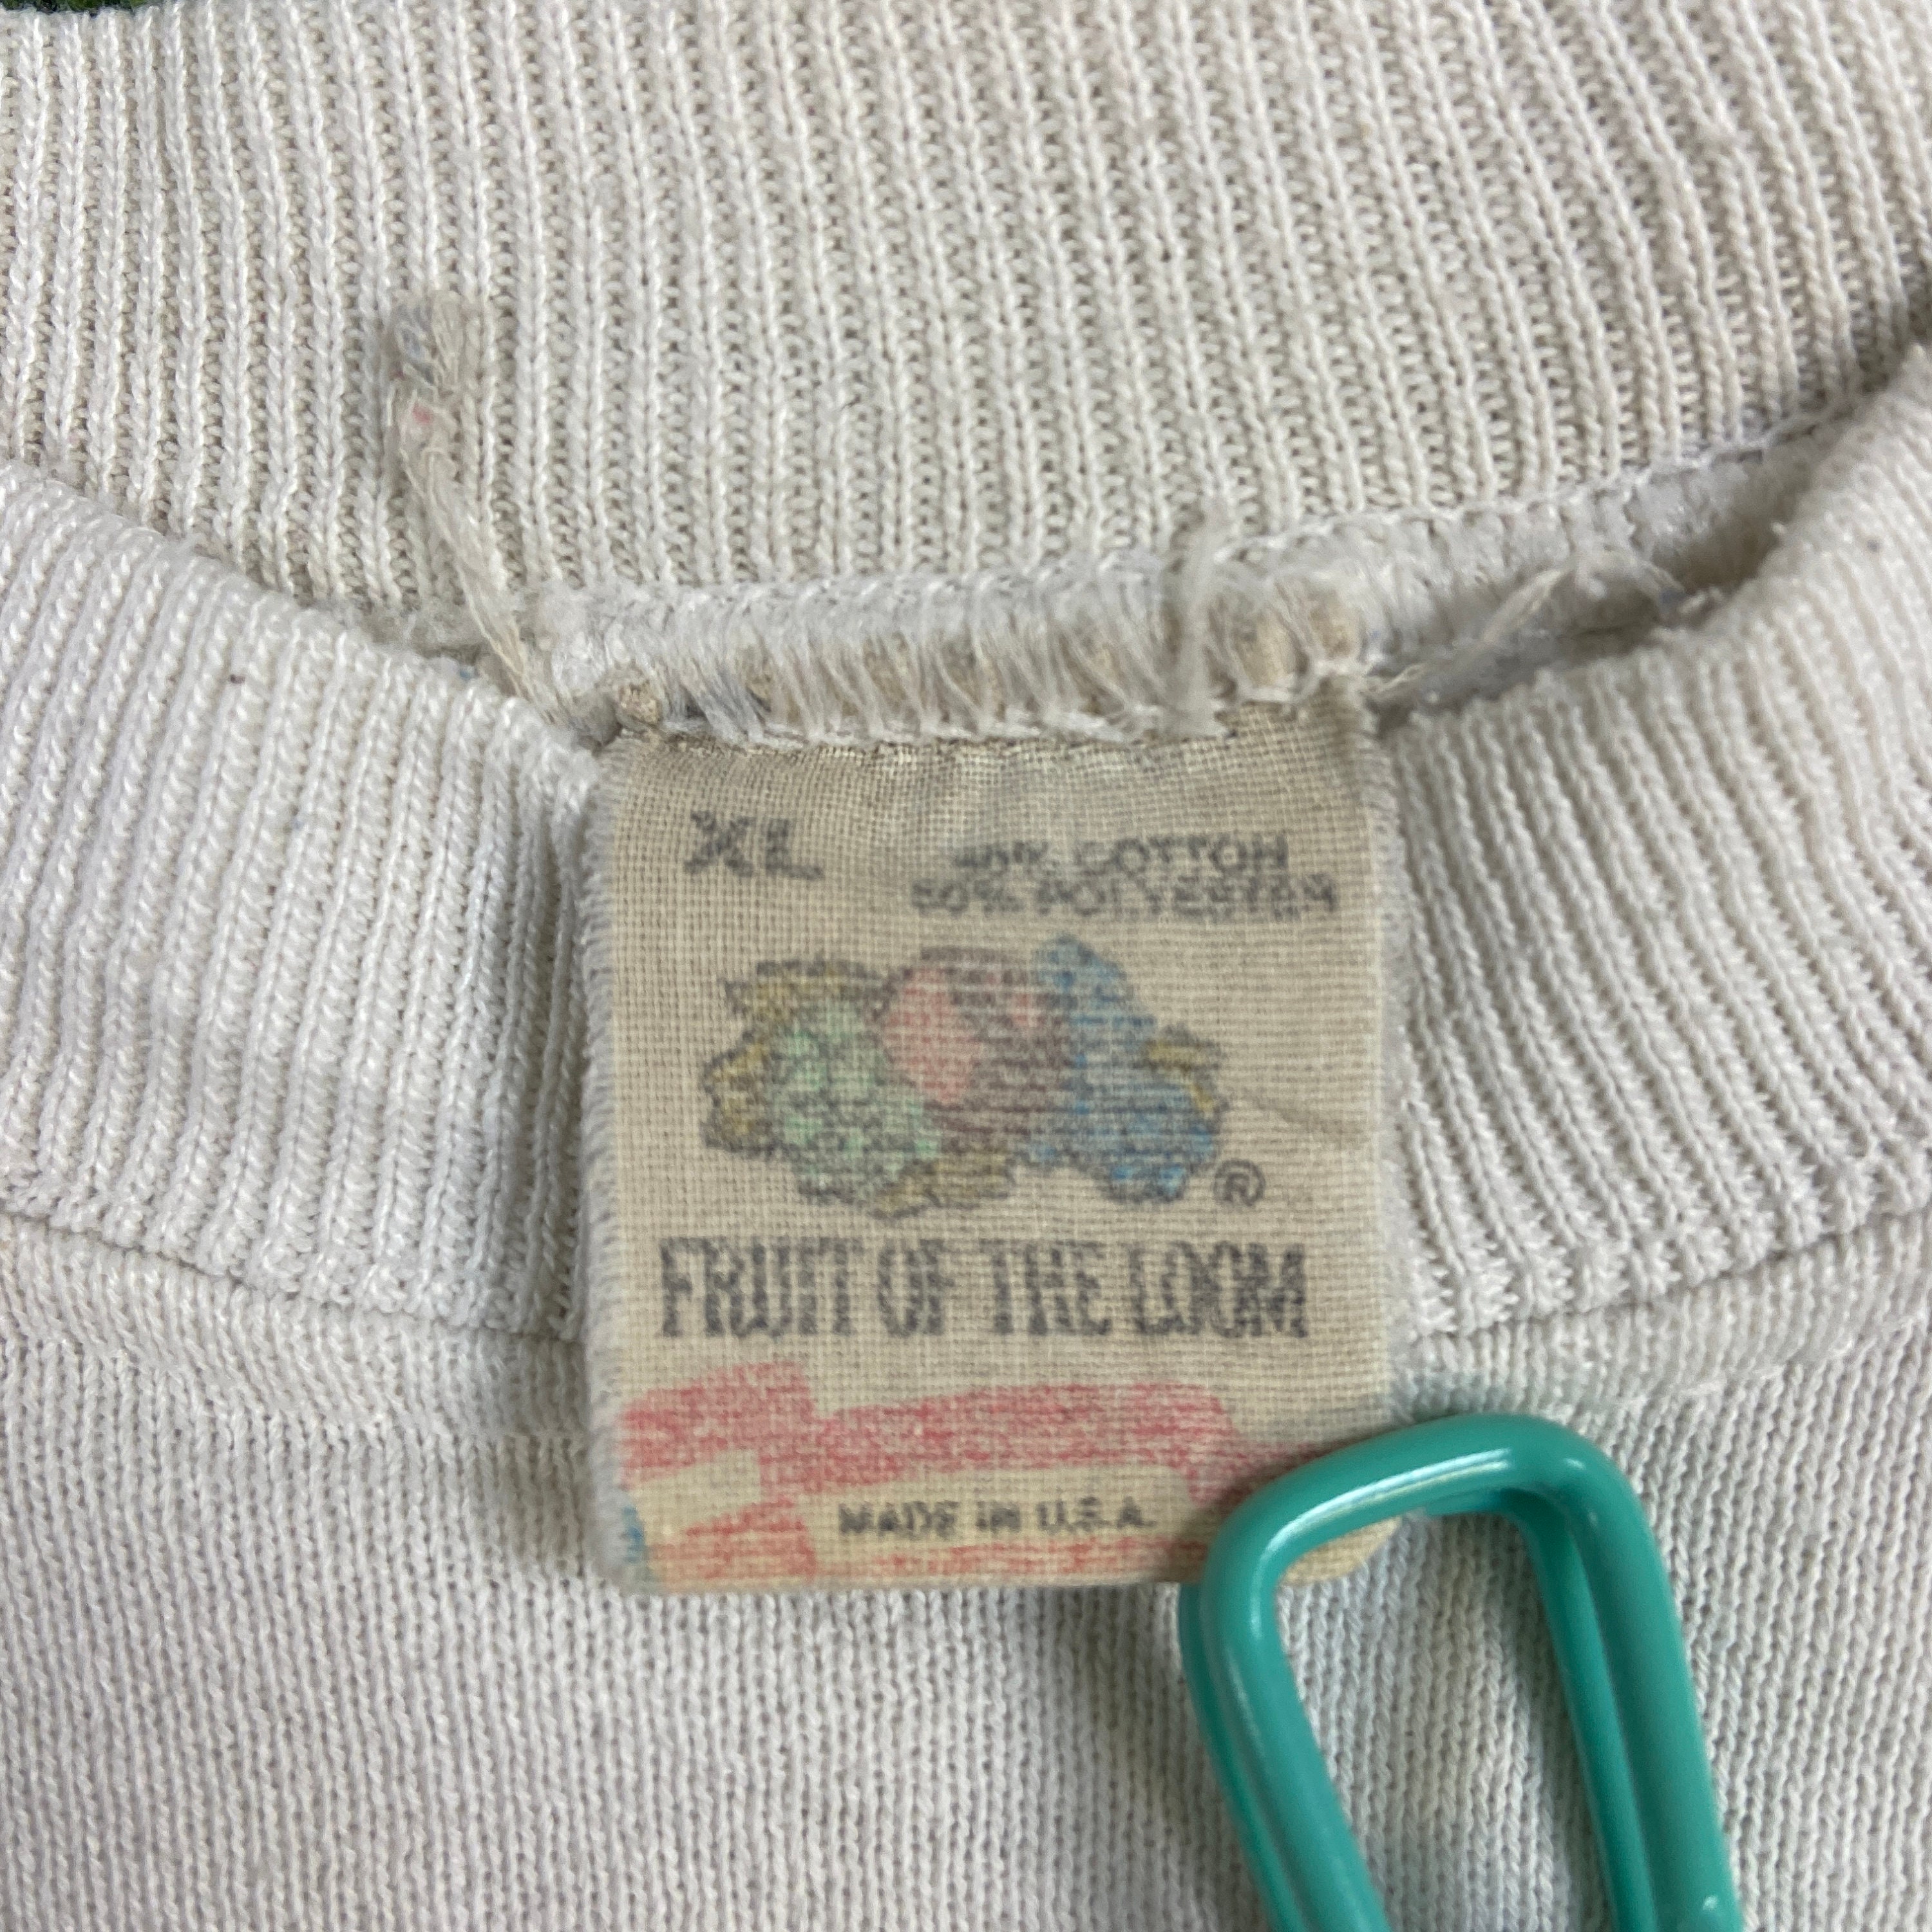 XL
COTTON
POLYESTER
®
FRUIT OF THE LOOM
MADE IN U.S.A.